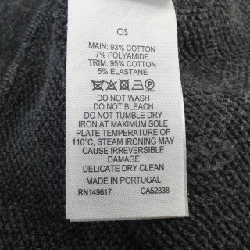 OS
MAIN: 93% COTTON
7% POLYAMIDE
TRIM: 95% COTTON
5% ELASTANE
DO NOT WASH
DO NOT BLEACH
DO NOT TUMBLE DRY
IRON AT MAXIMUM SOLE
PLATE TEMPERATURE OF
110°C, STEAM IRONING MAY
CAUSE IRREVERSIBLE
DAMAGE
DELICATE DRY CLEAN
MADE IN PORTUGAL
RN149617 CA52838